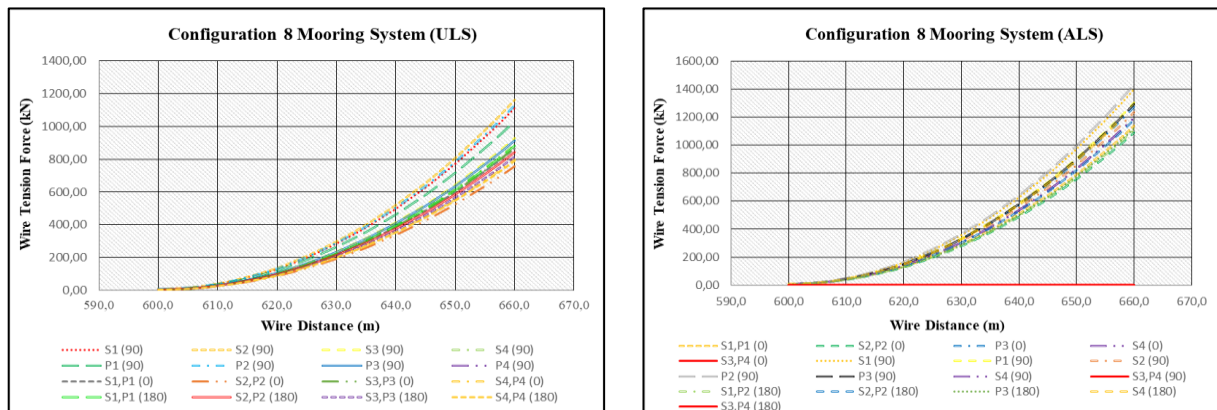 Configuration 8 Mooring System (ULS)
Wire Tension Force (kN)
1400,00
1200,00
1000,00
800,00
600,00
400,00
200,00
0,00
590,0 600,0 610,0 620,0 630,0 640,0 650,0 660,0 670,0
Wire Distance (m)
S1 (90) S2 (90) S3 (90) S4 (90)
P1 (90) P2 (90) P3 (90) P4 (90)
S1,P1 (0) S2,P2 (0) S3,P3 (0) S4,P4 (0)
S1,P1 (180) S2,P2 (180) S3,P3 (180) S4,P4 (180)
Configuration 8 Mooring System (ALS)
Wire Tension Force (kN)
1600,00
1400,00
1200,00
1000,00
800,00
600,00
400,00
200,00
0,00
590,0 600,0 610,0 620,0 630,0 640,0 650,0 660,0 670,0
Wire Distance (m)
S1,P1 (0) S2,P2 (0) P3 (0) S4 (0)
S3,P4 (0) S1 (90) P1 (90) S2 (90)
P2 (90) P3 (90) S4 (90) S3,P4 (90)
S1,P1 (180) S2,P2 (180) P3 (180) S4 (180)
S3,P4 (180)